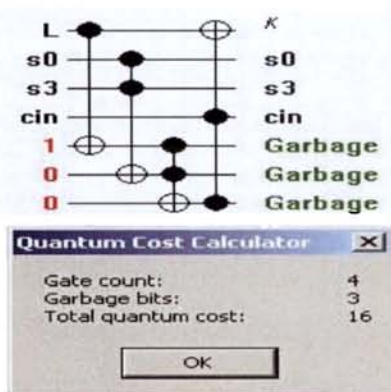 L K
s0 s0
s3 s3
cin cin
1 Garbage
0 Garbage
0 Garbage
Quantum Cost Calculator
Gate count: 4
Garbage bits: 3
Total quantum cost: 16
OK